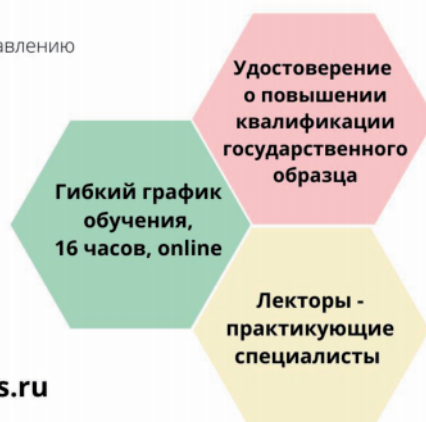 авлению
Удостоверение
о повышении
квалификации
государственного
образца
Гибкий график
обучения,
16 часов, online
Лекторы -
практикующие
специалисты
s.ru